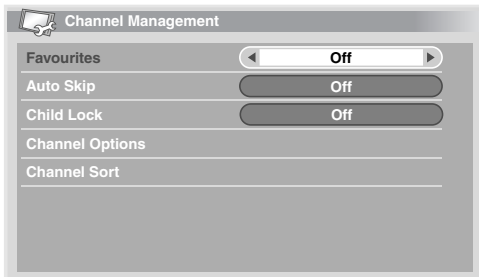 Channel Management
Favourites Off
Auto Skip Off
Child Lock Off
Channel Options
Channel Sort